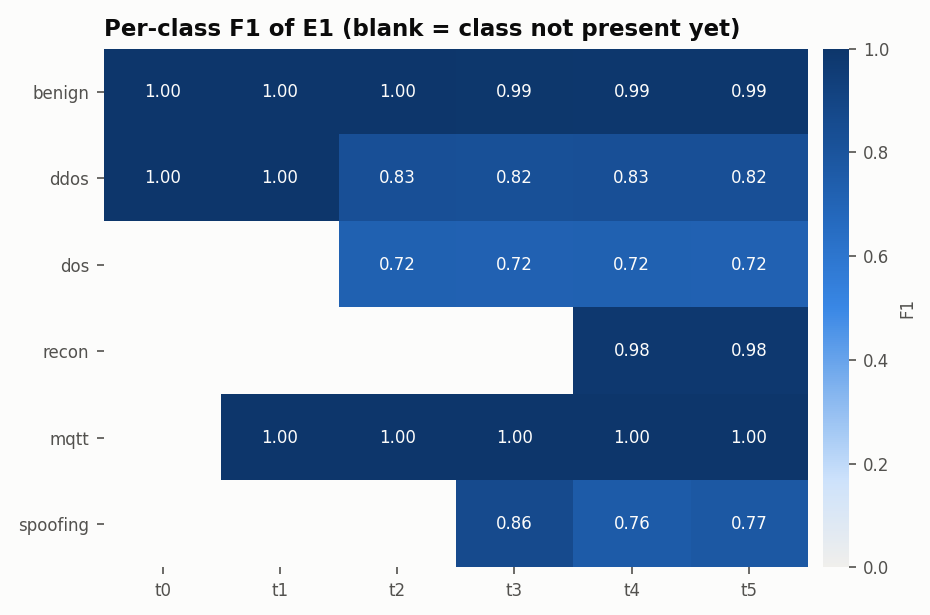 Per-class F1 of E1 (blank = class not present yet)
benign 1.00 1.00 1.00 0.99 0.99 0.99
ddos 1.00 1.00 0.83 0.82 0.83 0.82
dos 0.72 0.72 0.72 0.72
recon 0.98 0.98
mqtt 1.00 1.00 1.00 1.00 1.00
spoofing 0.86 0.76 0.77
t0 t1 t2 t3 t4 t5
1.0
0.8
0.6
0.4
0.2
0.0
F1